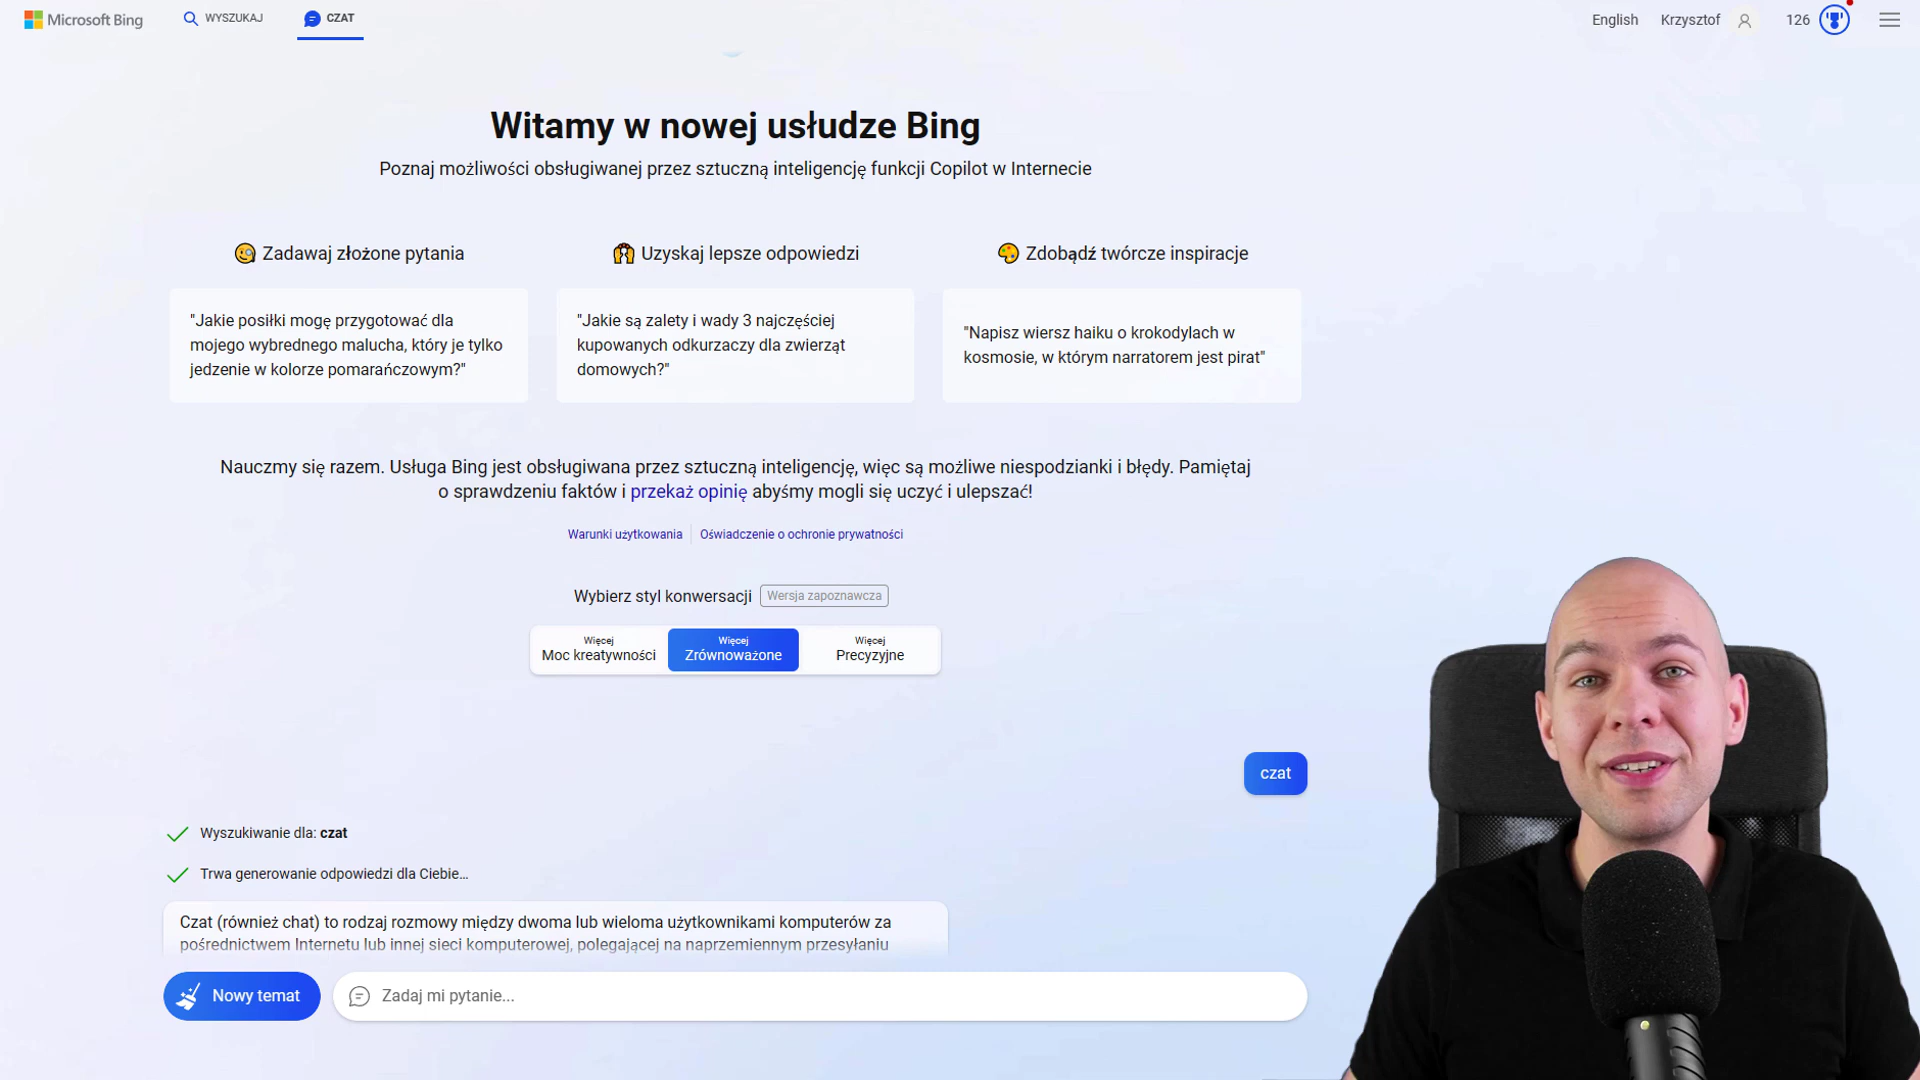 Microsoft Bing
WYSZUKAJ
CZAT
English
Krzysztof
126
Witamy w nowej usłudze Bing
Poznaj możliwości obsługiwanej przez sztuczną inteligencję funkcji Copilot w Internecie
Zadawaj złożone pytania
"Jakie posiłki mogę przygotować dla
mojego wybrednego malucha, który je tylko
jedzenie w kolorze pomarańczowym?"
Uzyskaj lepsze odpowiedzi
"Jakie są zalety i wady 3 najczęściej
kupowanych odkurzaczy dla zwierząt
domowych?"
Zdobądź twórcze inspiracje
"Napisz wiersz haiku o krokodylach w
kosmosie, w którym narratorem jest pirat"
Nauczmy się razem. Usługa Bing jest obsługiwana przez sztuczną inteligencję, więc są możliwe niespodzianki i błędy. Pamiętaj
o sprawdzeniu faktów i przekaż opinię abyśmy mogli się uczyć i ulepszać!
Warunki użytkowania
Oświadczenie o ochronie prywatności
Wybierz styl konwersacji
Wersja zapoznawcza
Więcej
Moc kreatywności
Więcej
Zrównoważone
Więcej
Precyzyjne
czat
Wyszukiwanie dla: czat
Trwa generowanie odpowiedzi dla Ciebie...
Czat (również chat) to rodzaj rozmowy między dwoma lub wieloma użytkownikami komputerów za
pośrednictwem Internetu lub innej sieci komputerowej, polegającej na naprzemiennym przesyłaniu
Nowy temat
Zadaj mi pytanie...